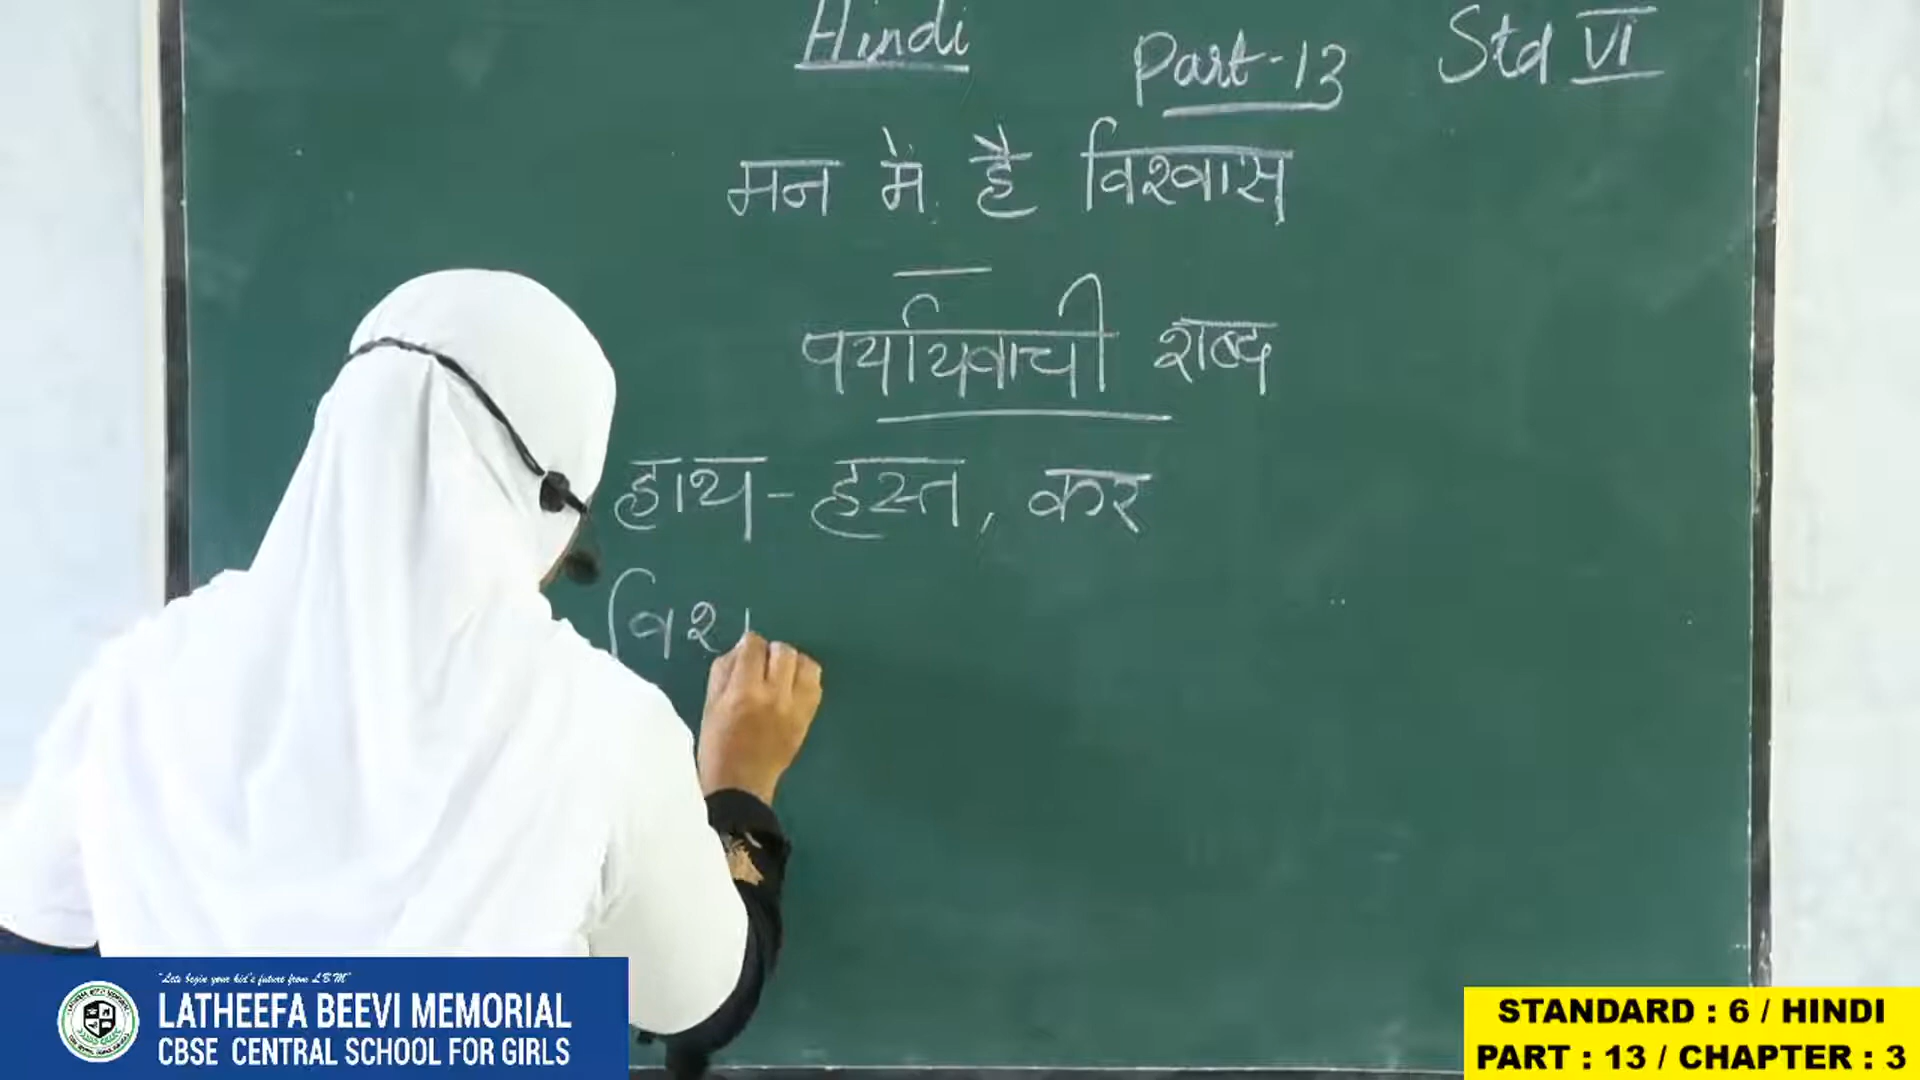 Hindi Part-13 Std VI
मन में है विश्वास
पर्यायवाची शब्द
हाथ - हस्त, कर
विश
"Lets begin your kid's future from LBM"
LATHEEFA BEEVI MEMORIAL
CBSE CENTRAL SCHOOL FOR GIRLS
STANDARD : 6 / HINDI
PART : 13 / CHAPTER : 3